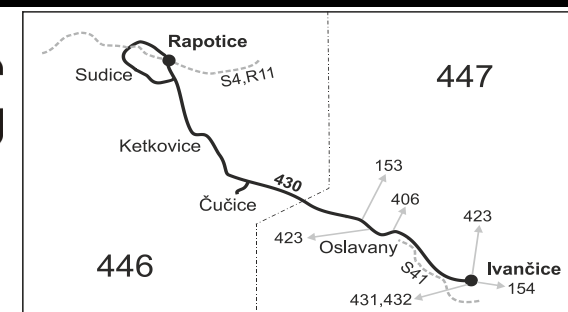 Rapotice
Sudice
S4,R11
447
Ketkovice
153
430
406
Čučice
423
423
Oslavany
446
S41
Ivančice
154
431,432